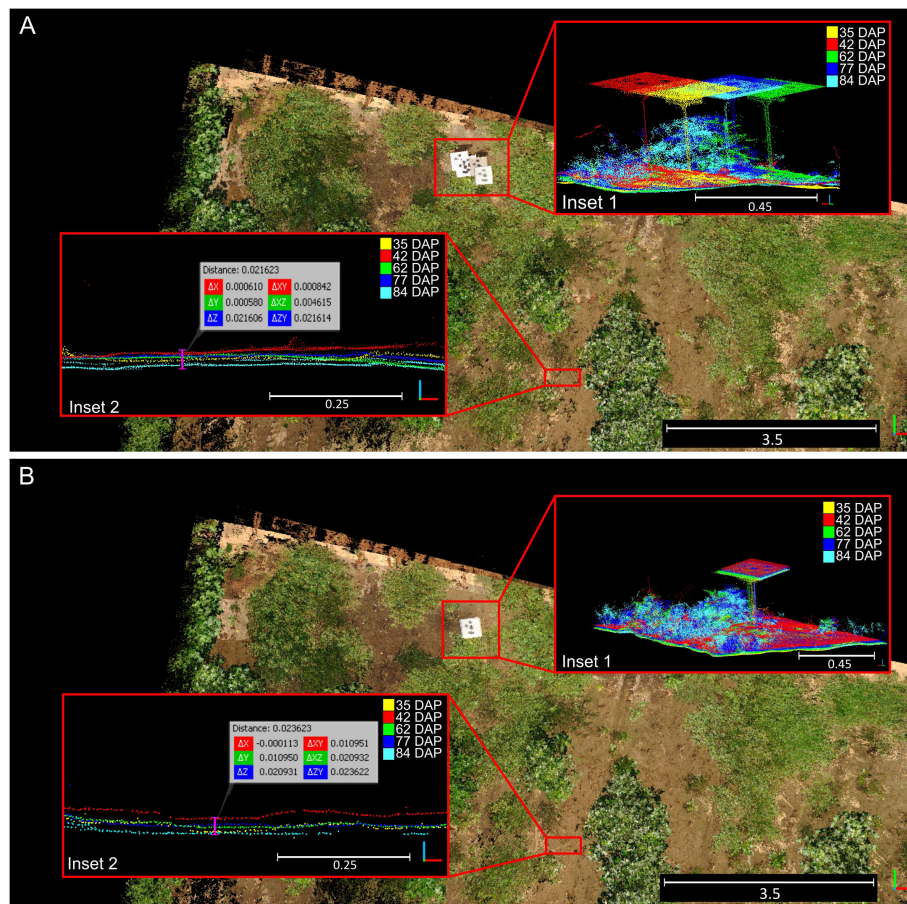 A
35 DAP
42 DAP
62 DAP
77 DAP
84 DAP
Inset 1
0.45
35 DAP
42 DAP
62 DAP
77 DAP
84 DAP
Distance: 0.021623
ΔX 0.000610 ΔXY 0.000842
ΔY 0.000580 ΔXZ 0.004615
ΔZ 0.021606 ΔZY 0.021614
Inset 2
0.25
3.5
B
35 DAP
42 DAP
62 DAP
77 DAP
84 DAP
Inset 1
0.45
35 DAP
42 DAP
62 DAP
77 DAP
84 DAP
Distance: 0.023623
ΔX -0.000113 ΔXY 0.010951
ΔY 0.010950 ΔXZ 0.020932
ΔZ 0.020931 ΔZY 0.023622
Inset 2
0.25
3.5